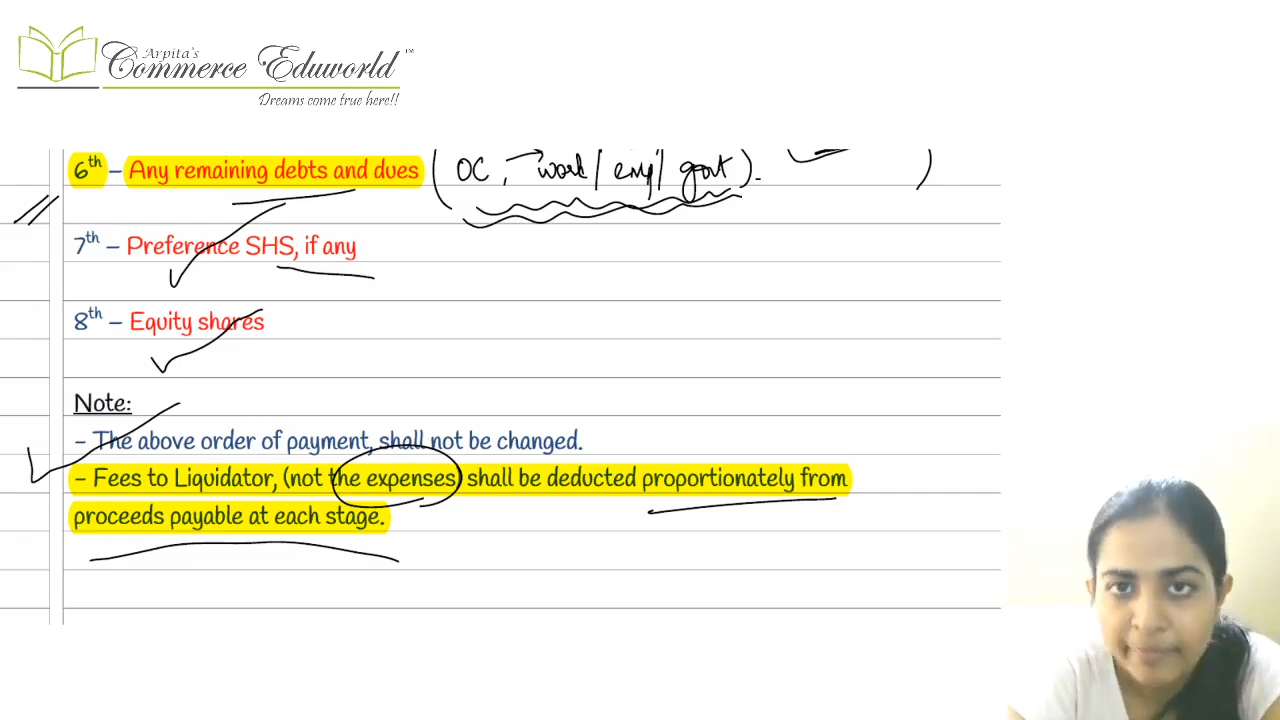 Arpita's
Commerce Eduworld™
Dreams come true here!!
6th – Any remaining debts and dues (OC, → work / emp / govt).
7th – Preference SHS, if any
8th – Equity shares
Note:
– The above order of payment, shall not be changed.
– Fees to Liquidator, (not the expenses) shall be deducted proportionately from
proceeds payable at each stage.